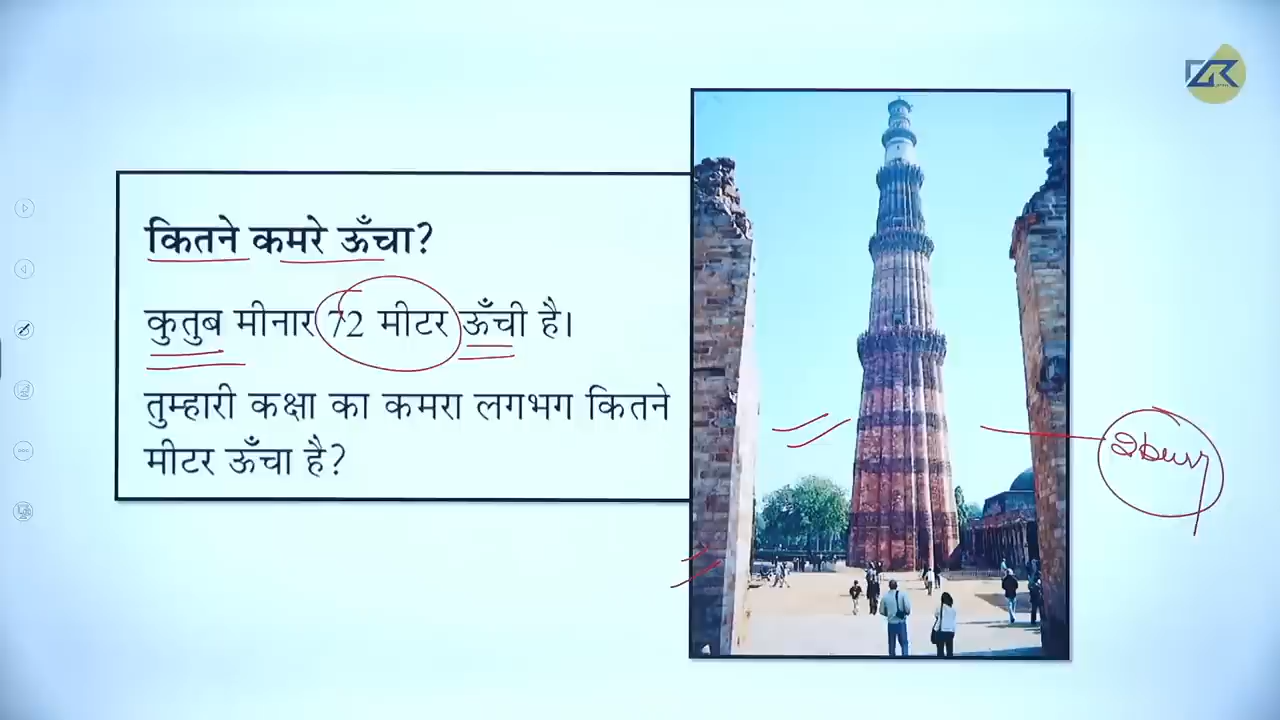 कितने कमरे ऊँचा?
कुतुब मीनार 72 मीटर ऊँची है।
तुम्हारी कक्षा का कमरा लगभग कितने
मीटर ऊँचा है?